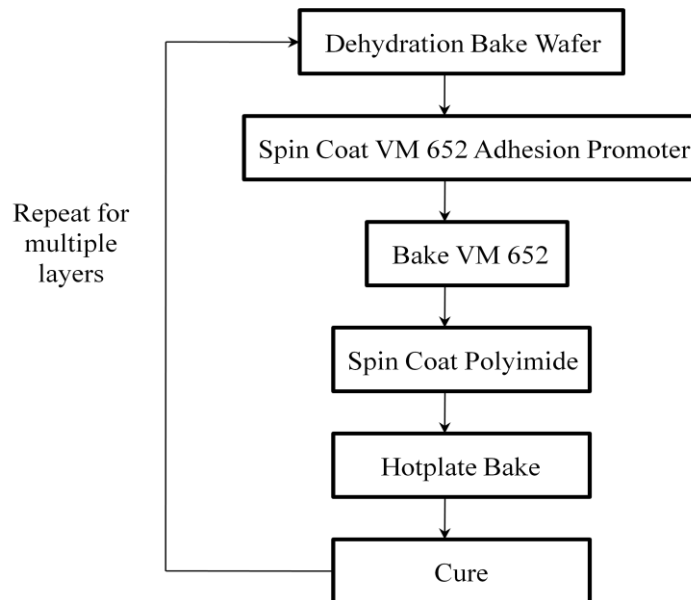 Dehydration Bake Wafer
Spin Coat VM 652 Adhesion Promoter
Repeat for
multiple
layers
Bake VM 652
Spin Coat Polyimide
Hotplate Bake
Cure